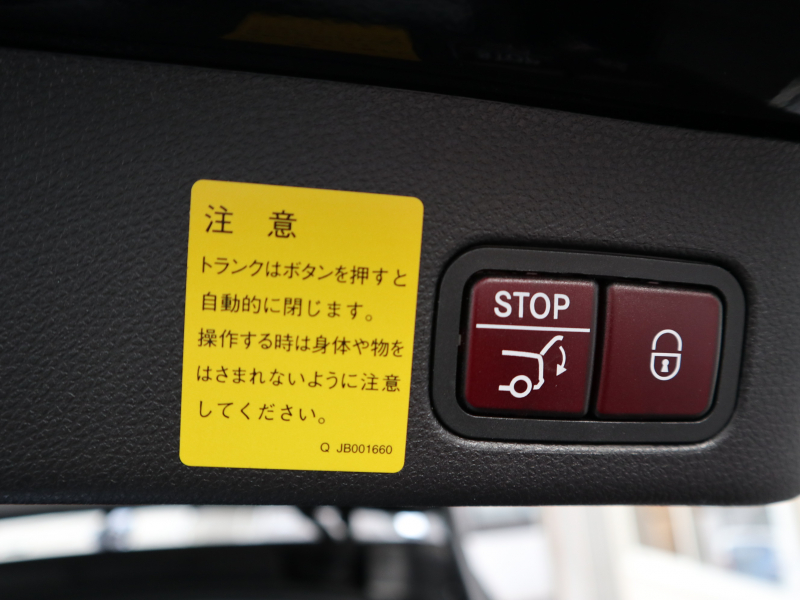 注 意
トランクはボタンを押すと
自動的に閉じます。
操作する時は身体や物を
はさまれないように注意
してください。
Q JB001660
STOP